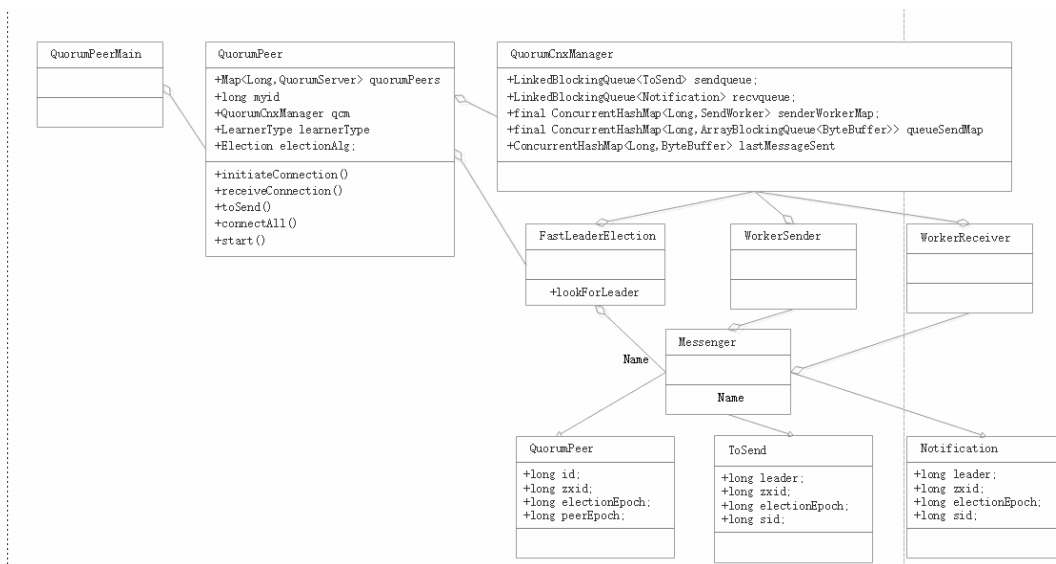 QuorumPeerMain
QuorumPeer
+Map<Long,QuorumServer> quorumPeers
+long myid
+QuorumCnxManager qcm
+LearnerType learnerType
+Election electionAlg;
+initiateConnection()
+receiveConnection()
+toSend()
+connectAll()
+start()
QuorumCnxManager
+LinkedBlockingQueue<ToSend> sendqueue;
+LinkedBlockingQueue<Notification> recvqueue;
+final ConcurrentHashMap<Long,SendWorker> senderWorkerMap;
+final ConcurrentHashMap<Long,ArrayBlockingQueue<ByteBuffer>> queueSendMap
+ConcurrentHashMap<Long,ByteBuffer> lastMessageSent
FastLeaderElection
+lookForLeader
WorkerSender
WorkerReceiver
Messenger
Name
Name
QuorumPeer
+long id;
+long zxid;
+long electionEpoch;
+long peerEpoch;
ToSend
+long leader;
+long zxid;
+long electionEpoch;
+long sid;
Notification
+long leader;
+long zxid;
+long electionEpoch;
+long sid;